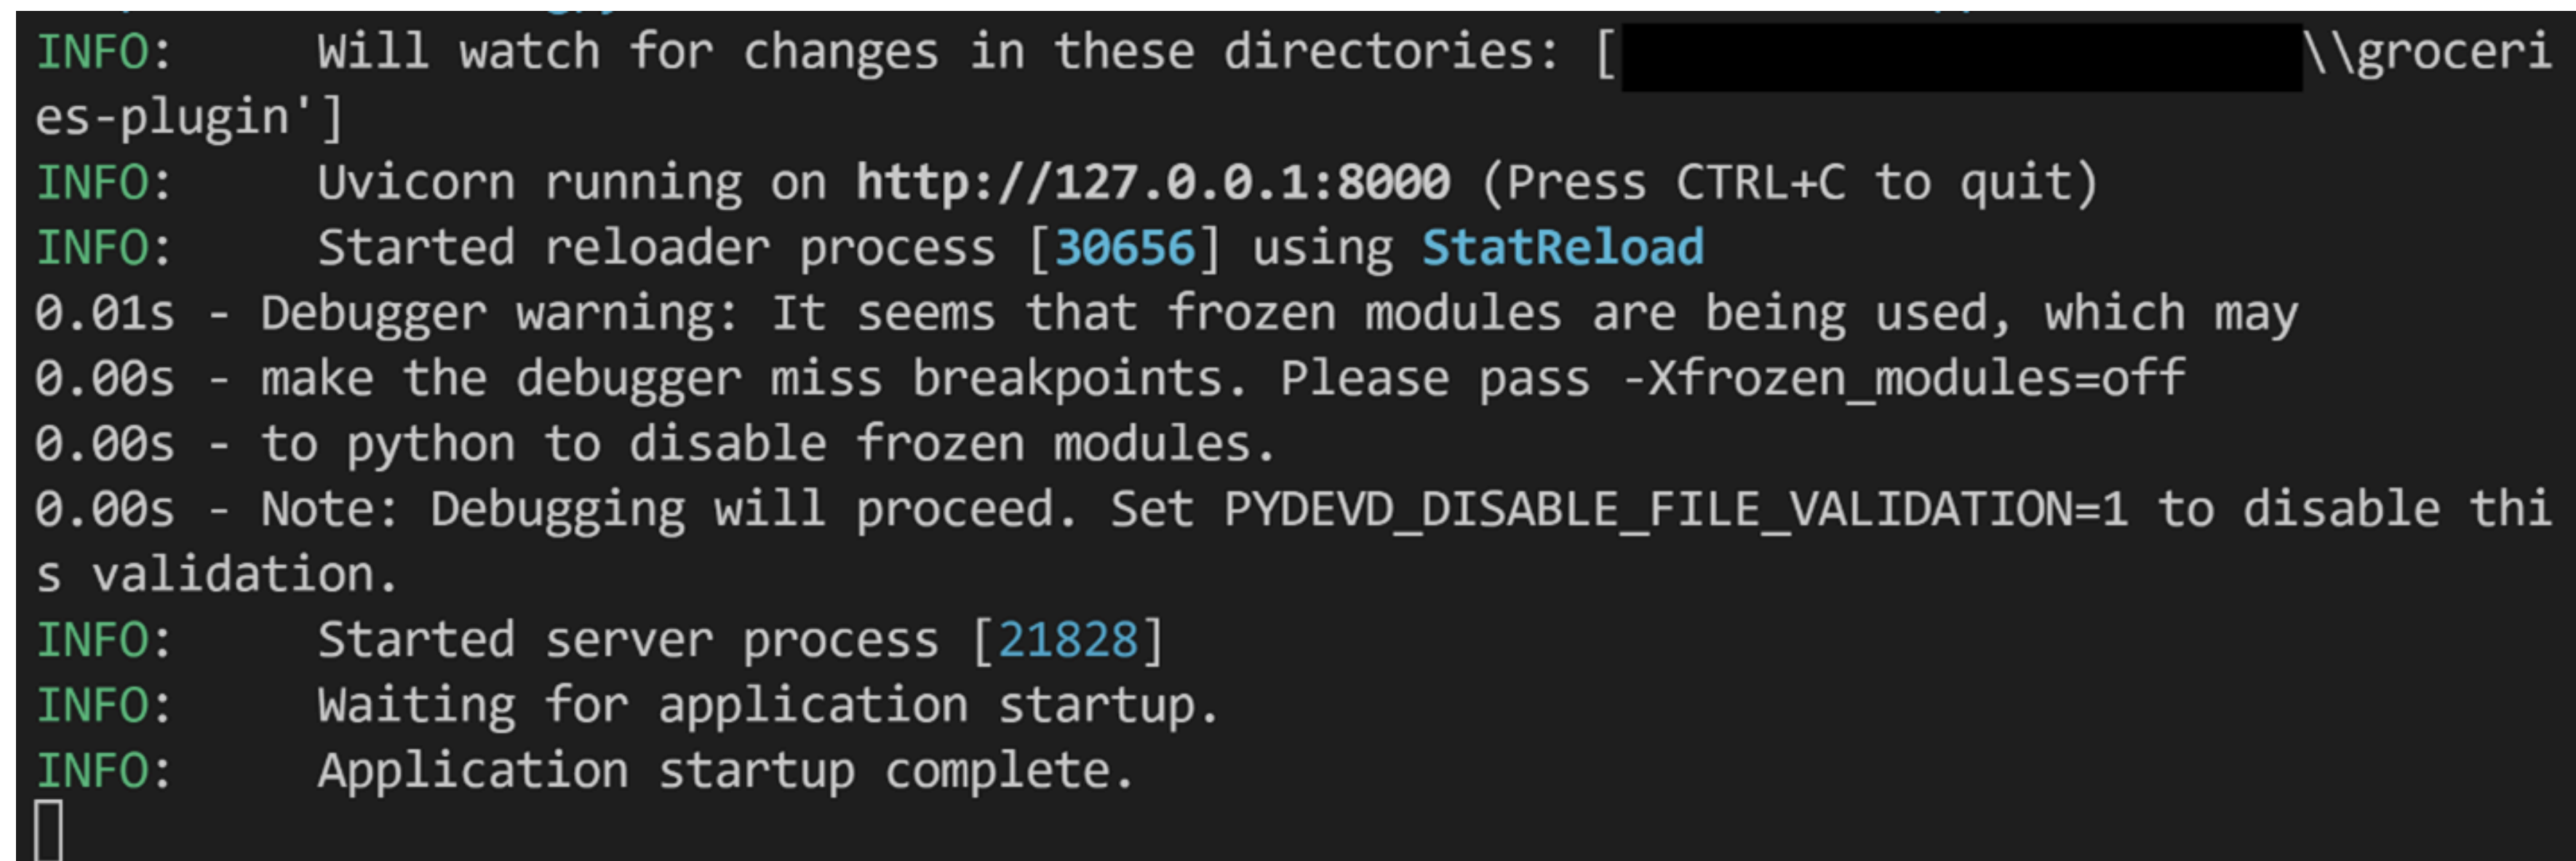 INFO:     Will watch for changes in these directories: [\\groceri
es-plugin']
INFO:     Uvicorn running on http://127.0.0.1:8000 (Press CTRL+C to quit)
INFO:     Started reloader process [30656] using StatReload
0.01s - Debugger warning: It seems that frozen modules are being used, which may
0.00s - make the debugger miss breakpoints. Please pass -Xfrozen_modules=off
0.00s - to python to disable frozen modules.
0.00s - Note: Debugging will proceed. Set PYDEVD_DISABLE_FILE_VALIDATION=1 to disable thi
s validation.
INFO:     Started server process [21828]
INFO:     Waiting for application startup.
INFO:     Application startup complete.